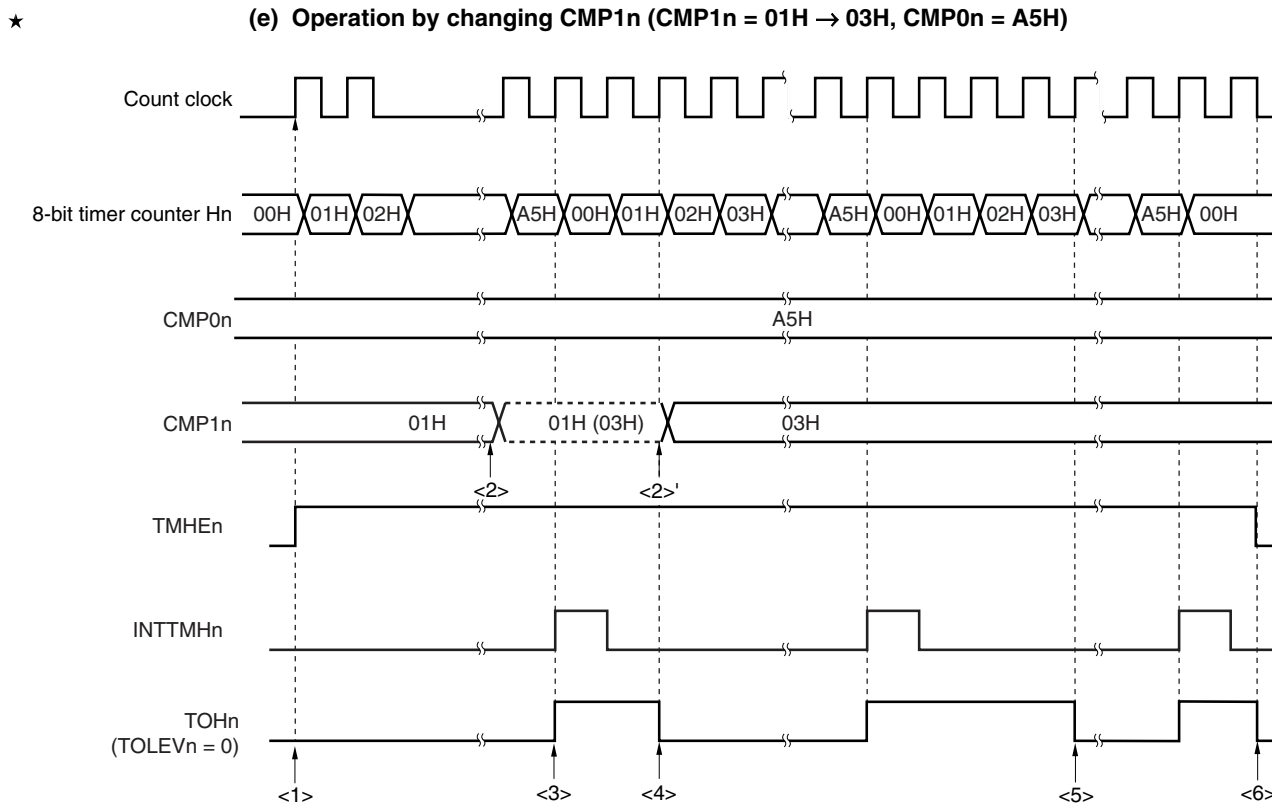 ★ (e) Operation by changing CMP1n (CMP1n = 01H → 03H, CMP0n = A5H)
Count clock
8-bit timer counter Hn 00H 01H 02H A5H 00H 01H 02H 03H A5H 00H 01H 02H 03H A5H 00H
CMP0n A5H
CMP1n 01H 01H (03H) 03H
<2> <2>'
TMHEn
INTTMHn
TOHn
(TOLEVn = 0)
<1> <3> <4> <5> <6>